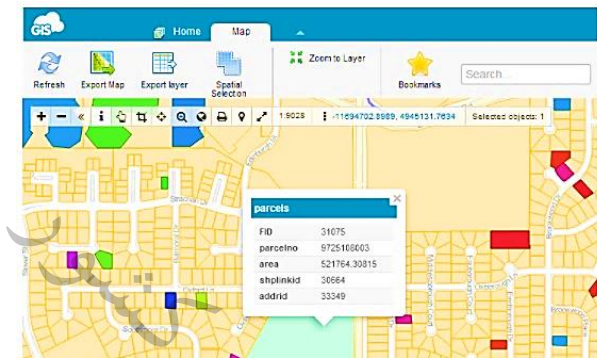 GIS
Home Map
Refresh Export Map Export layer Spatial Selection Zoom to Layer Bookmarks Search...
1:9028 -11694702.8989, 4945131.7634 Selected objects: 1
parcels
FID 31075
parcelno 9725108003
area 521764.30815
shplinkid 30664
addrid 33349